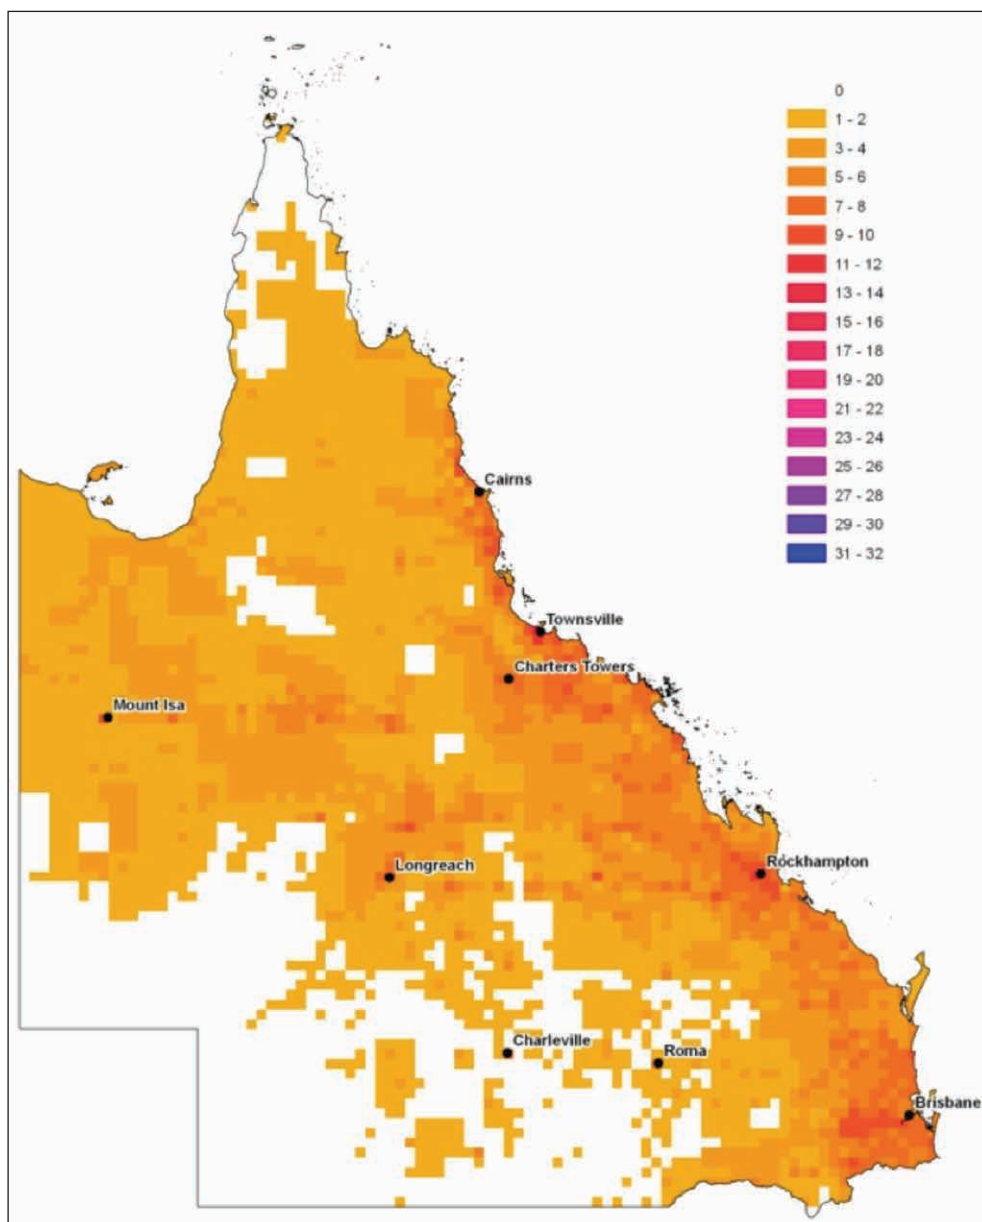 0
1 - 2
3 - 4
5 - 6
7 - 8
9 - 10
11 - 12
13 - 14
15 - 16
17 - 18
19 - 20
21 - 22
23 - 24
25 - 26
27 - 28
29 - 30
31 - 32
Cairns
Townsville
Charters Towers
Mount Isa
Longreach
Rockhampton
Charleville
Roma
Brisbane